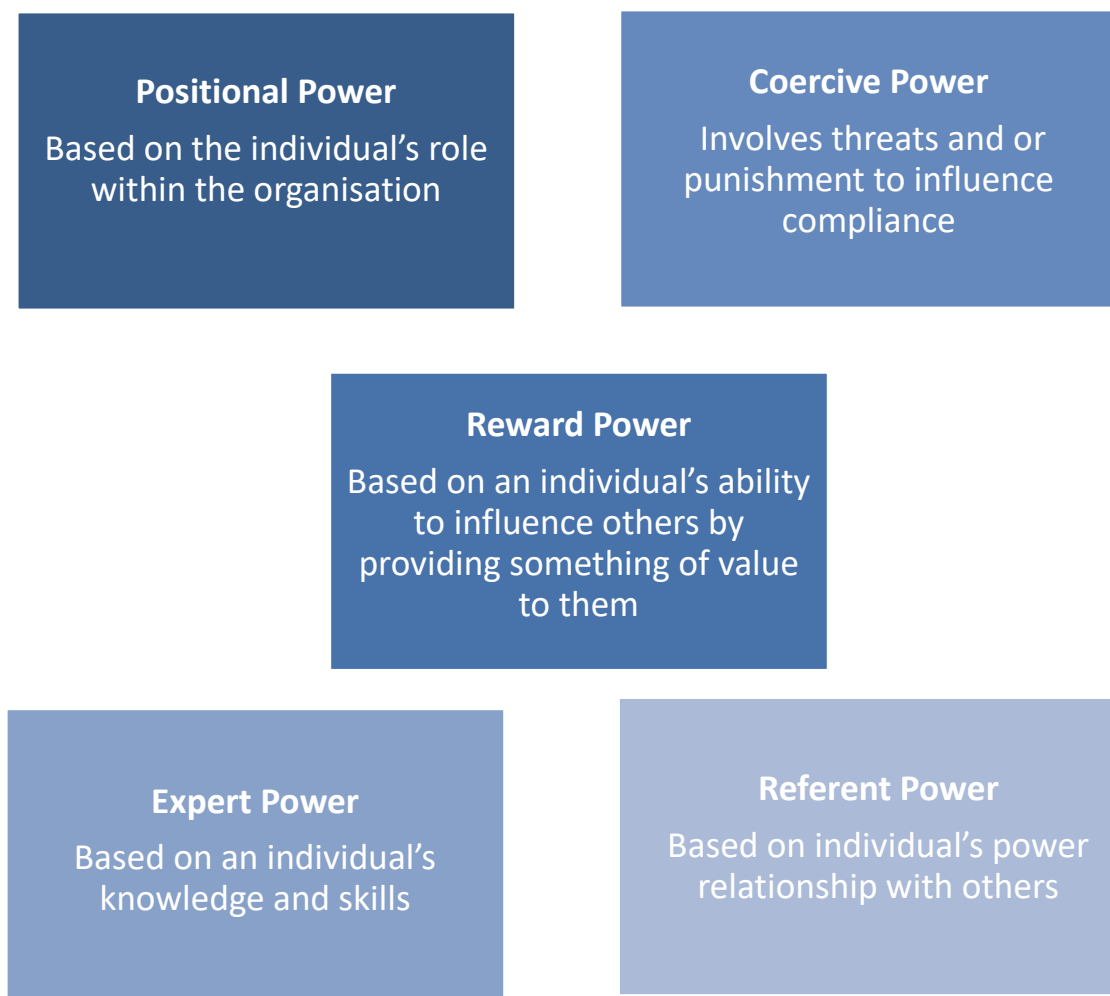 Positional Power
Based on the individual’s role
within the organisation
Coercive Power
Involves threats and or
punishment to influence
compliance
Reward Power
Based on an individual’s ability
to influence others by
providing something of value
to them
Expert Power
Based on an individual’s
knowledge and skills
Referent Power
Based on individual’s power
relationship with others